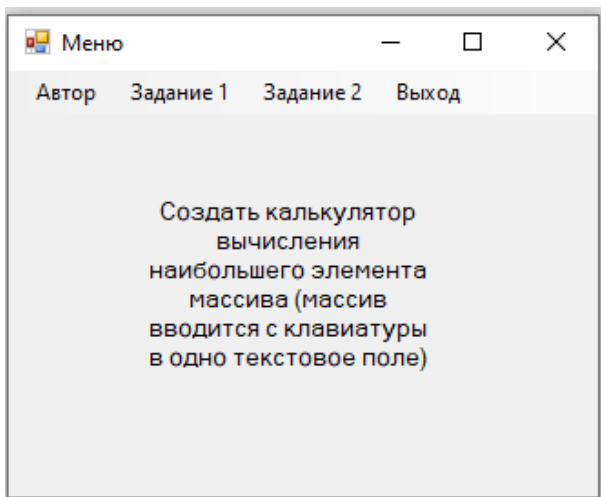 Меню
Автор Задание 1 Задание 2 Выход
Создать калькулятор
вычисления
наибольшего элемента
массива (массив
вводится с клавиатуры
в одно текстовое поле)